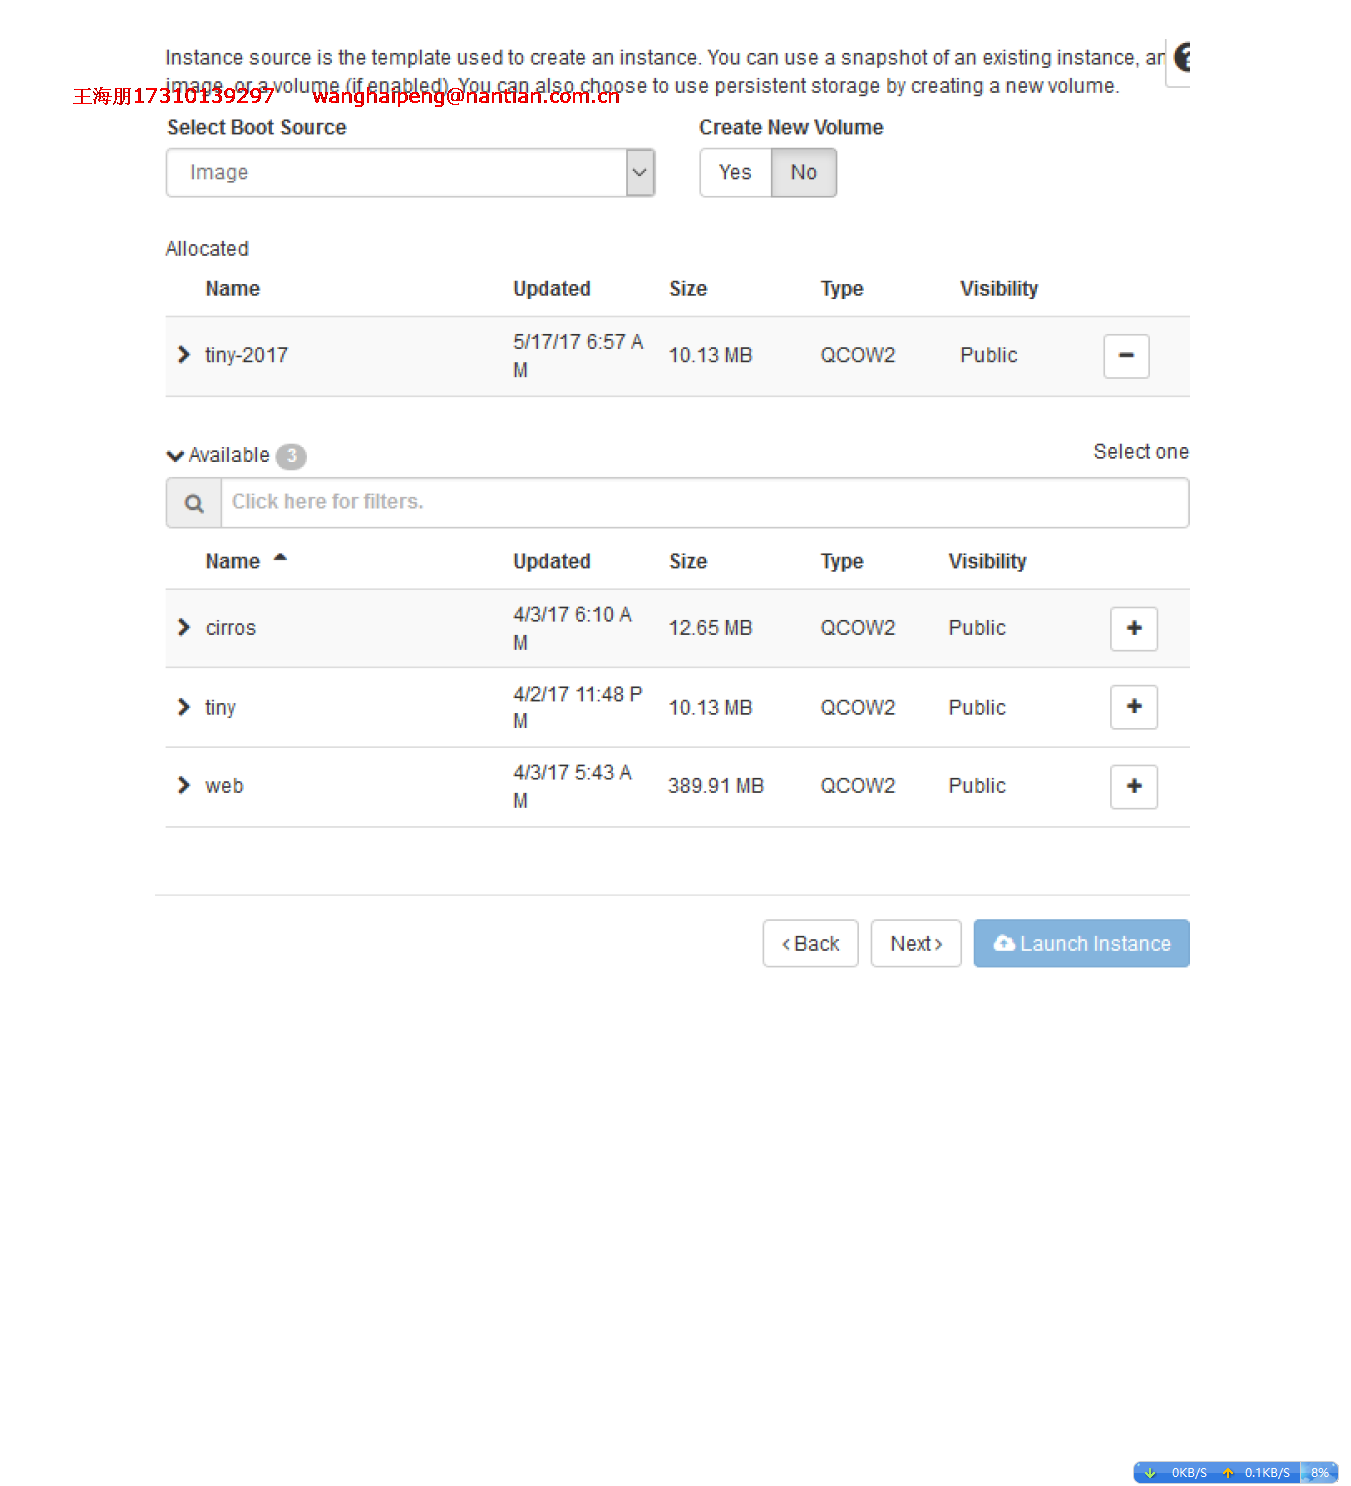 Instance source is the template used to create an instance. You can use a snapshot of an existing instance, an
image, or a volume (if enabled). You can also choose to use persistent storage by creating a new volume.
王海朋17310139297 wanghaipeng@nantian.com.cn
Select Boot Source Create New Volume
Image Yes No
Allocated
Name Updated Size Type Visibility
tiny-2017 5/17/17 6:57 A 10.13 MB QCOW2 Public
M
Available 3 Select one
Click here for filters.
Name Updated Size Type Visibility
cirros 4/3/17 6:10 A 12.65 MB QCOW2 Public
M
tiny 4/2/17 11:48 P 10.13 MB QCOW2 Public
M
web 4/3/17 5:43 A 389.91 MB QCOW2 Public
M
‹ Back Next › Launch Instance
0KB/S 0.1KB/S 8%